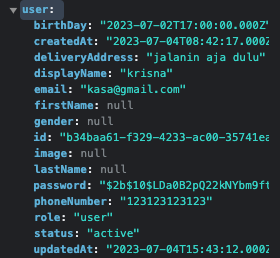 user:
birthDay: "2023-07-02T17:00:00.000Z"
createdAt: "2023-07-04T08:42:17.000Z
deliveryAddress: "jalanin aja dulu"
displayName: "krisna"
email: "kasa@gmail.com"
firstName: null
gender: null
id: "b34baa61-f329-4233-ac00-35741ea
image: null
lastName: null
password: "$2b$10$LDa0B2pQ22kNYbm9ft
phoneNumber: "123123123123"
role: "user"
status: "active"
updatedAt: "2023-07-04T15:43:12.000Z